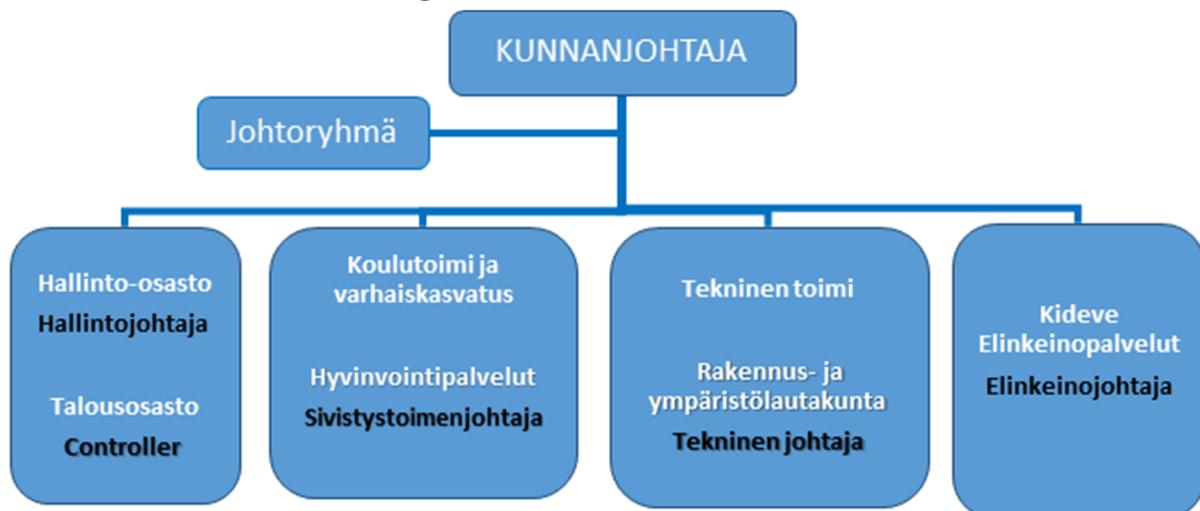 KUNNANJOHTAJA
Johtoryhmä
Hallinto-osasto
Hallintojohtaja
Talousosasto
Controller
Koulutoimi ja
varhaiskasvatus
Hyvinvointipalvelut
Sivistystoimenjohtaja
Tekninen toimi
Rakennus- ja
ympäristölautakunta
Tekninen johtaja
Kideve
Elinkeinopalvelut
Elinkeinojohtaja